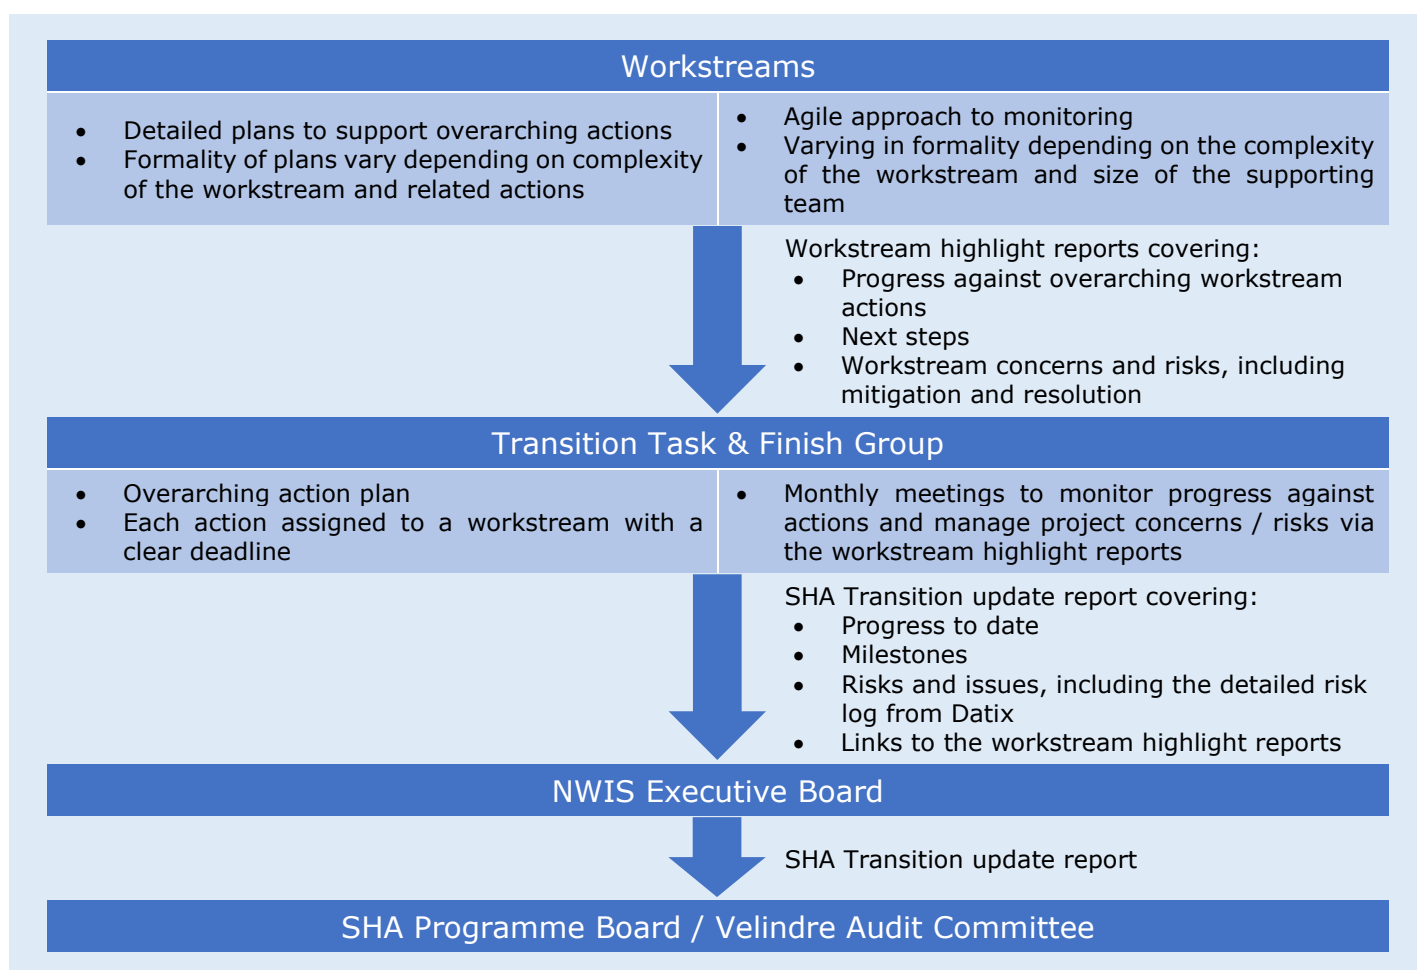 Workstreams
• Detailed plans to support overarching actions
• Formality of plans vary depending on complexity
of the workstream and related actions
• Agile approach to monitoring
• Varying in formality depending on the complexity
of the workstream and size of the supporting
team
Workstream highlight reports covering:
• Progress against overarching workstream
actions
• Next steps
• Workstream concerns and risks, including
mitigation and resolution
Transition Task & Finish Group
• Overarching action plan
• Each action assigned to a workstream with a
clear deadline
• Monthly meetings to monitor progress against
actions and manage project concerns / risks via
the workstream highlight reports
SHA Transition update report covering:
• Progress to date
• Milestones
• Risks and issues, including the detailed risk
log from Datix
• Links to the workstream highlight reports
NWIS Executive Board
SHA Transition update report
SHA Programme Board / Velindre Audit Committee